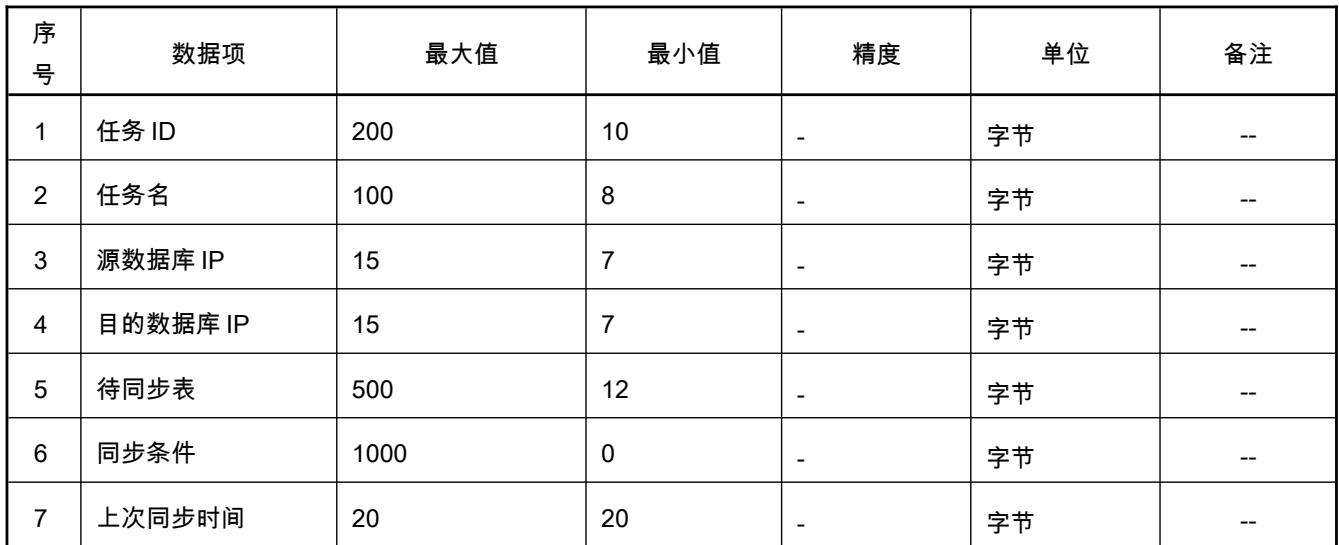 序号 数据项 最大值 最小值 精度 单位 备注
1 任务 ID 200 10 - 字节 --
2 任务名 100 8 - 字节 --
3 源数据库 IP 15 7 - 字节 --
4 目的数据库 IP 15 7 - 字节 --
5 待同步表 500 12 - 字节 --
6 同步条件 1000 0 - 字节 --
7 上次同步时间 20 20 - 字节 --